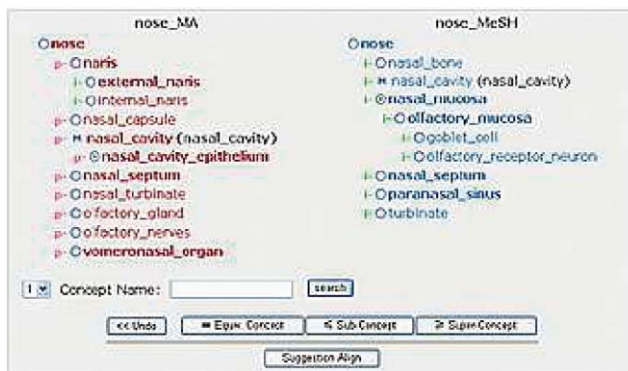 nose_MA
nose
p- naris
i- external_naris
i- internal_naris
p- nasal_capsule
p- M nasal_cavity (nasal_cavity)
p- nasal_cavity_epithelium
p- nasal_septum
p- nasal_turbinate
p- olfactory_gland
p- olfactory_nerves
p- vomeronasal_organ
nose_MeSH
nose
i- nasal_bone
i- M nasal_cavity (nasal_cavity)
i- nasal_mucosa
i- olfactory_mucosa
i- goblet_cell
i- olfactory_receptor_neuron
i- nasal_septum
i- paranasal_sinus
i- turbinate
1 Concept Name: search
<< Undo = Equiv. Concept ≤ Sub-Concept ≥ Super-Concept
Suggestion Align